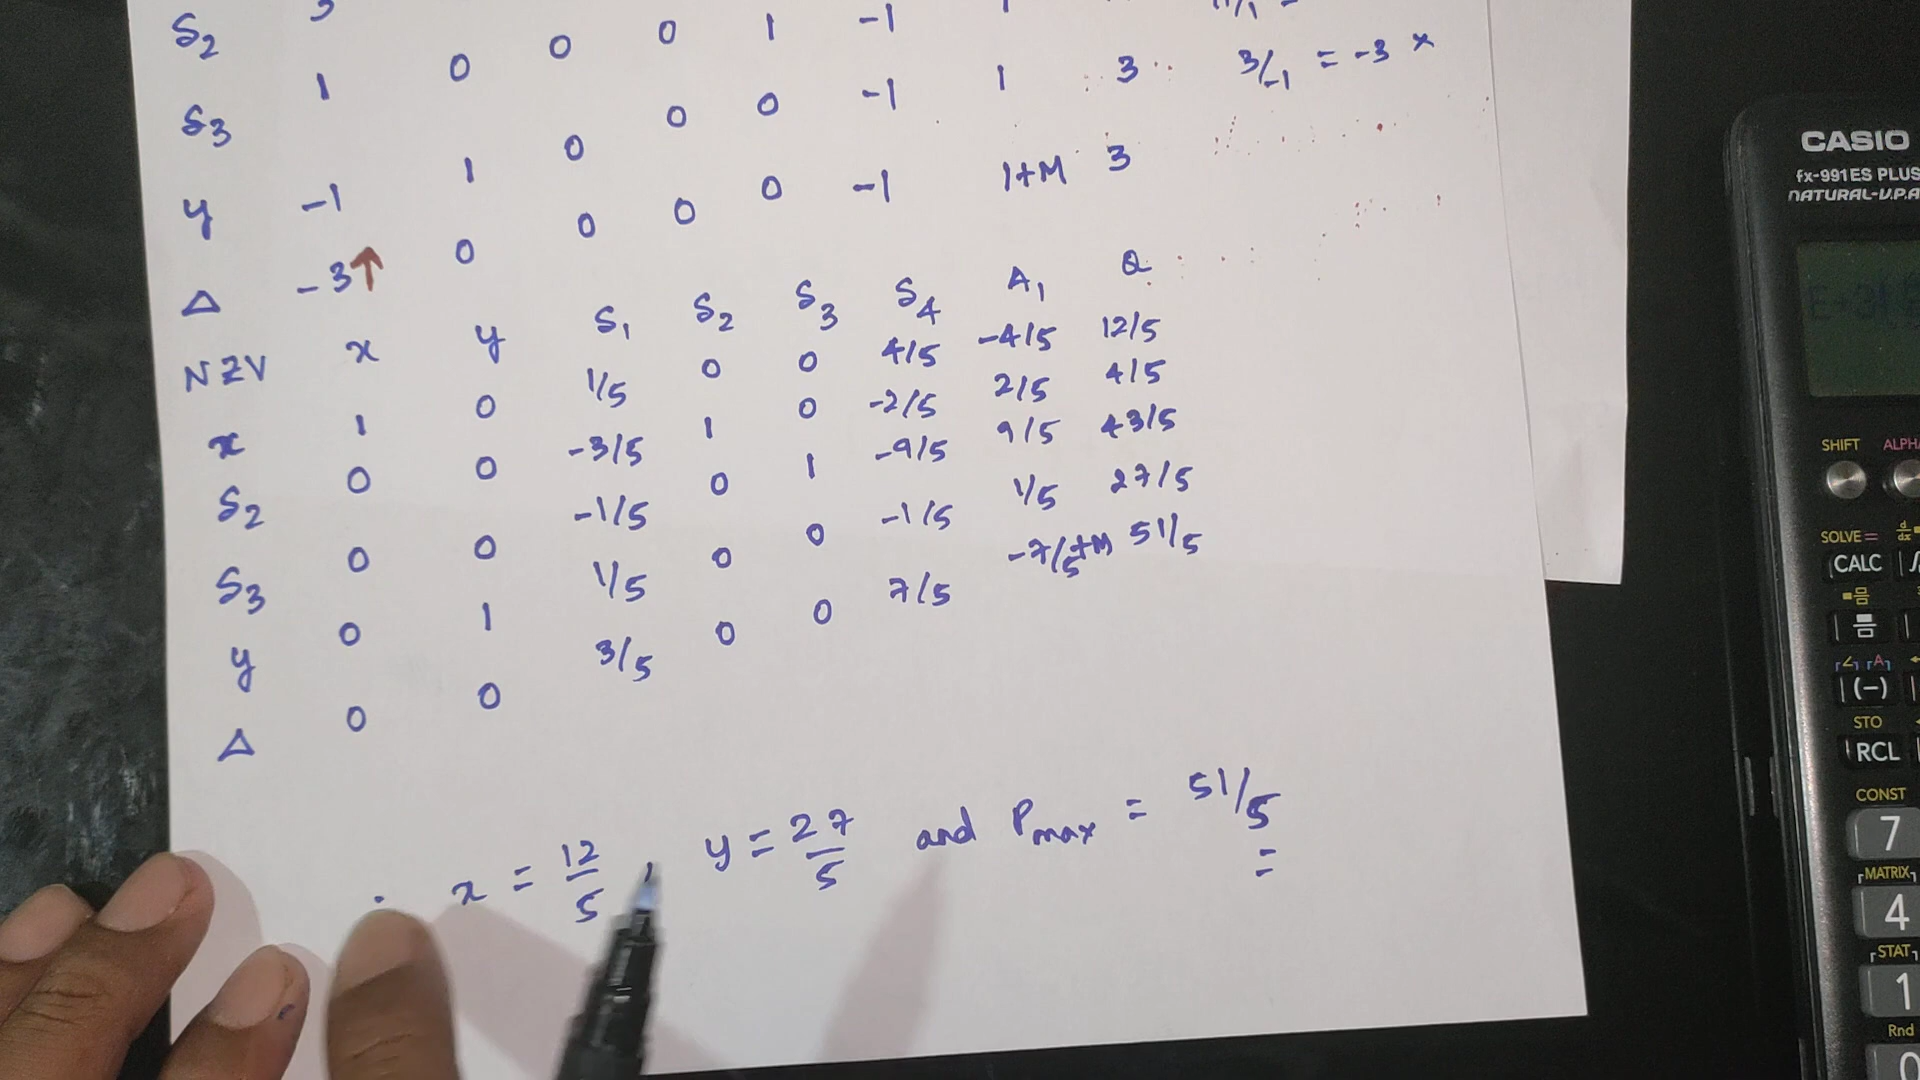 S2 3 0 0 0 1 -1
S3 1 1 0 0 0 -1 1 3 3/-1 = -3 ×
y -1 0 0 0 0 -1 1+M 3
Δ -3↑
NZV x y S1 S2 S3 S4 A1 Q
x 1 0 1/5 0 0 4/5 -4/5 12/5
S2 0 0 -3/5 1 0 -2/5 2/5 4/5
S3 0 0 -1/5 0 1 -9/5 9/5 43/5
y 0 1 1/5 0 0 -1/5 1/5 27/5
Δ 0 0 3/5 0 0 7/5 -7/5+M 51/5
x = 12/5 , y = 27/5 and Pmax = 51/5
CASIO
fx-991ES PLUS
NATURAL-V.P.A
SHIFT ALPH
SOLVE = d/dx
CALC
(-)
STO
RCL
CONST
7
MATRIX
4
STAT
1
Rnd
0